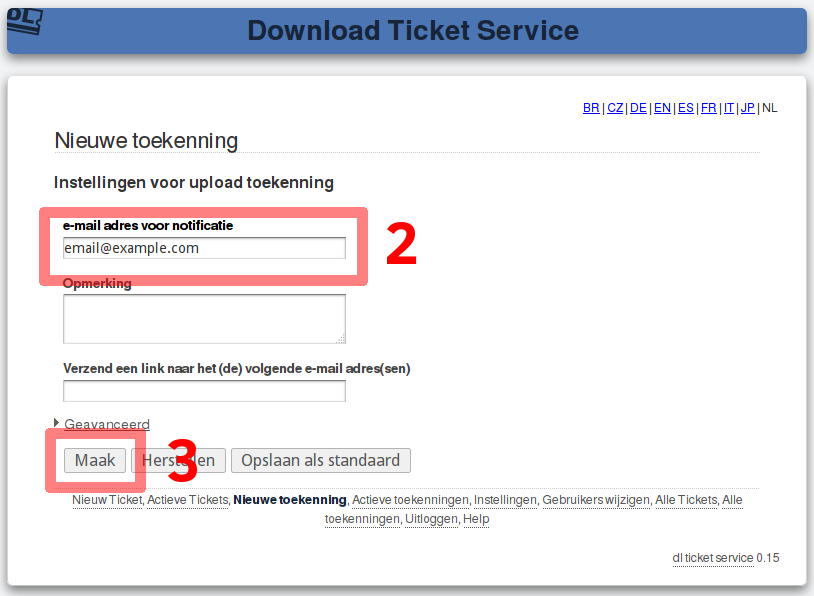 DL
Download Ticket Service
BR | CZ | DE | EN | ES | FR | IT | JP | NL
Nieuwe toekenning
Instellingen voor upload toekenning
e-mail adres voor notificatie
email@example.com
2
Opmerking
Verzend een link naar het (de) volgende e-mail adres(sen)
Geavanceerd
Maak Herstellen Opslaan als standaard
3
Nieuw Ticket, Actieve Tickets, Nieuwe toekenning, Actieve toekenningen, Instellingen, Gebruikers wijzigen, Alle Tickets, Alle
toekenningen, Uitloggen, Help
dl ticket service 0.15